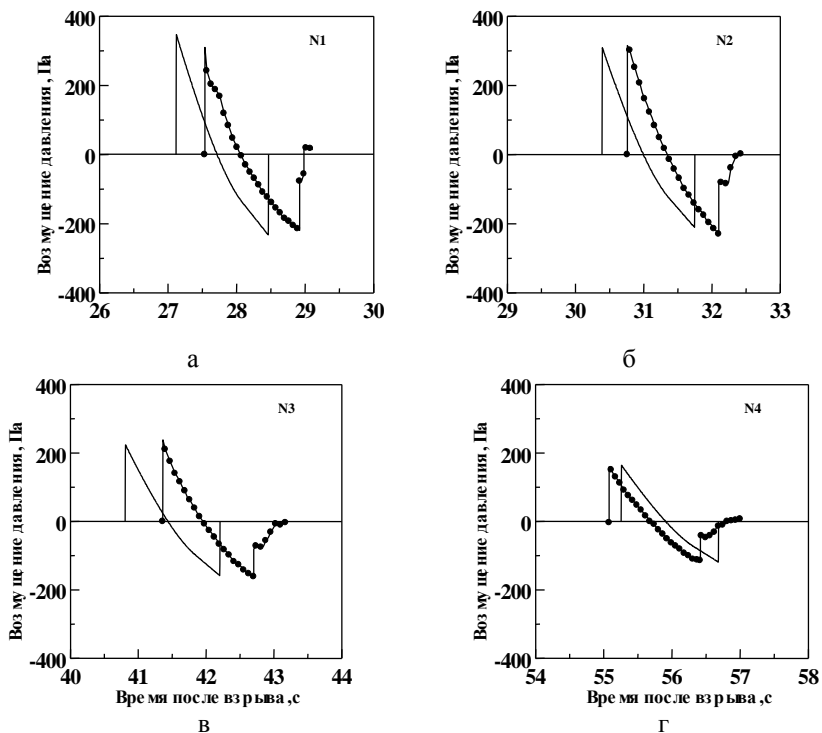 400
200
0
-200
-400
Возмущение давления, Па
N1
26 27 28 29 30
а
400
200
0
-200
-400
Возмущение давления, Па
N2
29 30 31 32 33
б
400
200
0
-200
-400
Возмущение давления, Па
N3
40 41 42 43 44
Время после взрыва,с
в
400
200
0
-200
-400
Возмущение давления, Па
N4
54 55 56 57 58
Время после взрыва,с
г